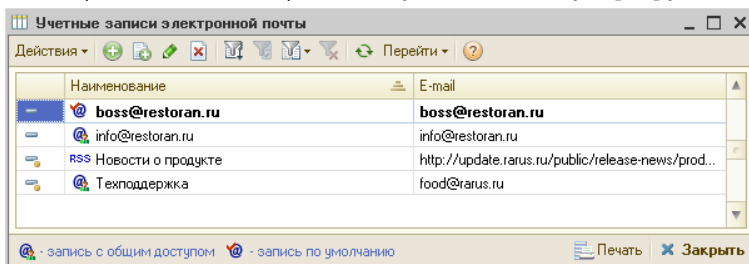 Учетные записи электронной почты
Действия Перейти
Наименование E-mail
boss@restoran.ru boss@restoran.ru
info@restoran.ru info@restoran.ru
RSS Новости о продукте http://update.rarus.ru/public/release-news/prod...
Техподдержка food@rarus.ru
- запись с общим доступом - запись по умолчанию Печать Закрыть